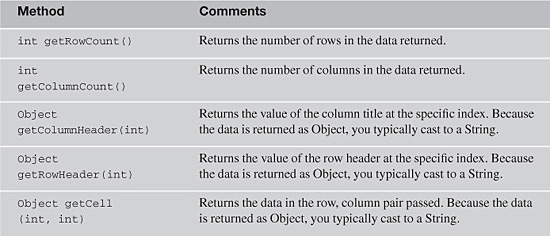 Method Comments
int getRowCount() Returns the number of rows in the data returned.
int Returns the number of columns in the data returned.
getColumnCount()
Object Returns the value of the column title at the specific index. Because
getColumnHeader(int) the data is returned as Object, you typically cast to a String.
Object Returns the value of the row header at the specific index. Because
getRowHeader(int) the data is returned as Object, you typically cast to a String.
Object getCell Returns the data in the row, column pair passed. Because the data
(int, int) is returned as Object, you typically cast to a String.